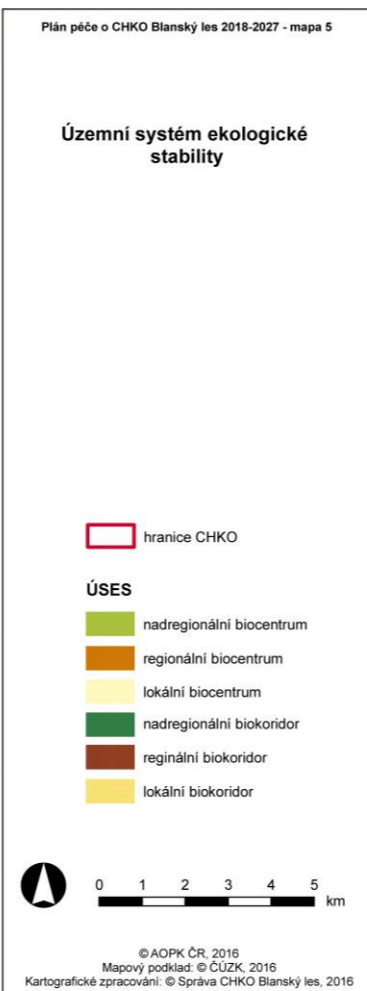 Plán péče o CHKO Blanský les 2018-2027 - mapa 5
Územní systém ekologické
stability
hranice CHKO
ÚSES
nadregionální biocentrum
regionální biocentrum
lokální biocentrum
nadregionální biokoridor
reginální biokoridor
lokální biokoridor
0 1 2 3 4 5
km
© AOPK ČR, 2016
Mapový podklad: © ČÚZK, 2016
Kartografické zpracování: © Správa CHKO Blanský les, 2016